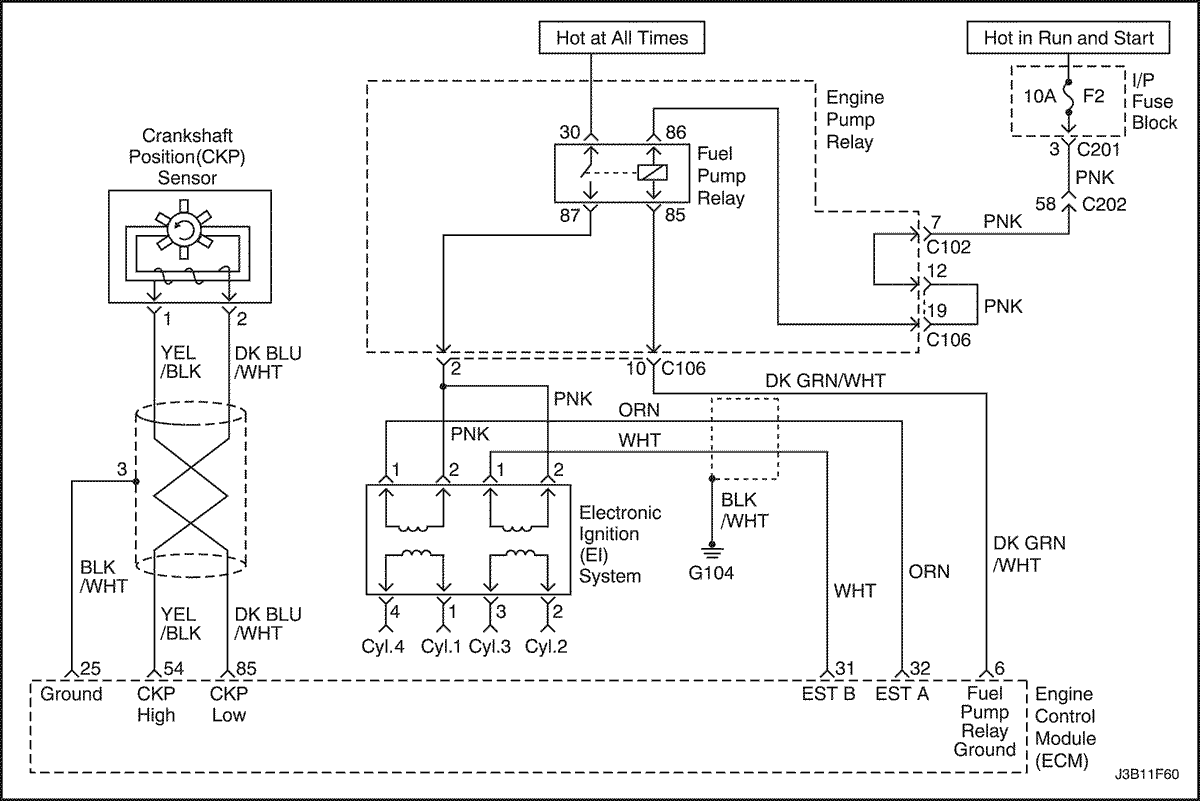 Hot at All Times
Hot in Run and Start
10A
F2
I/P
Fuse
Block
Engine
Pump
Relay
Crankshaft
Position(CKP)
Sensor
30
86
Fuel
Pump
Relay
87
85
3
C201
PNK
58
C202
7
PNK
C102
12
PNK
19
C106
1
2
YEL
/BLK
DK BLU
/WHT
2
10
C106
DK GRN/WHT
PNK
ORN
PNK
WHT
3
1
2
1
2
BLK
/WHT
Electronic
Ignition
(EI)
System
G104
DK GRN
/WHT
BLK
/WHT
ORN
WHT
4
1
3
2
YEL
/BLK
DK BLU
/WHT
Cyl.4
Cyl.1
Cyl.3
Cyl.2
25
54
85
31
32
6
Ground
CKP
High
CKP
Low
EST B
EST A
Fuel
Pump
Relay
Ground
Engine
Control
Module
(ECM)
J3B11F60